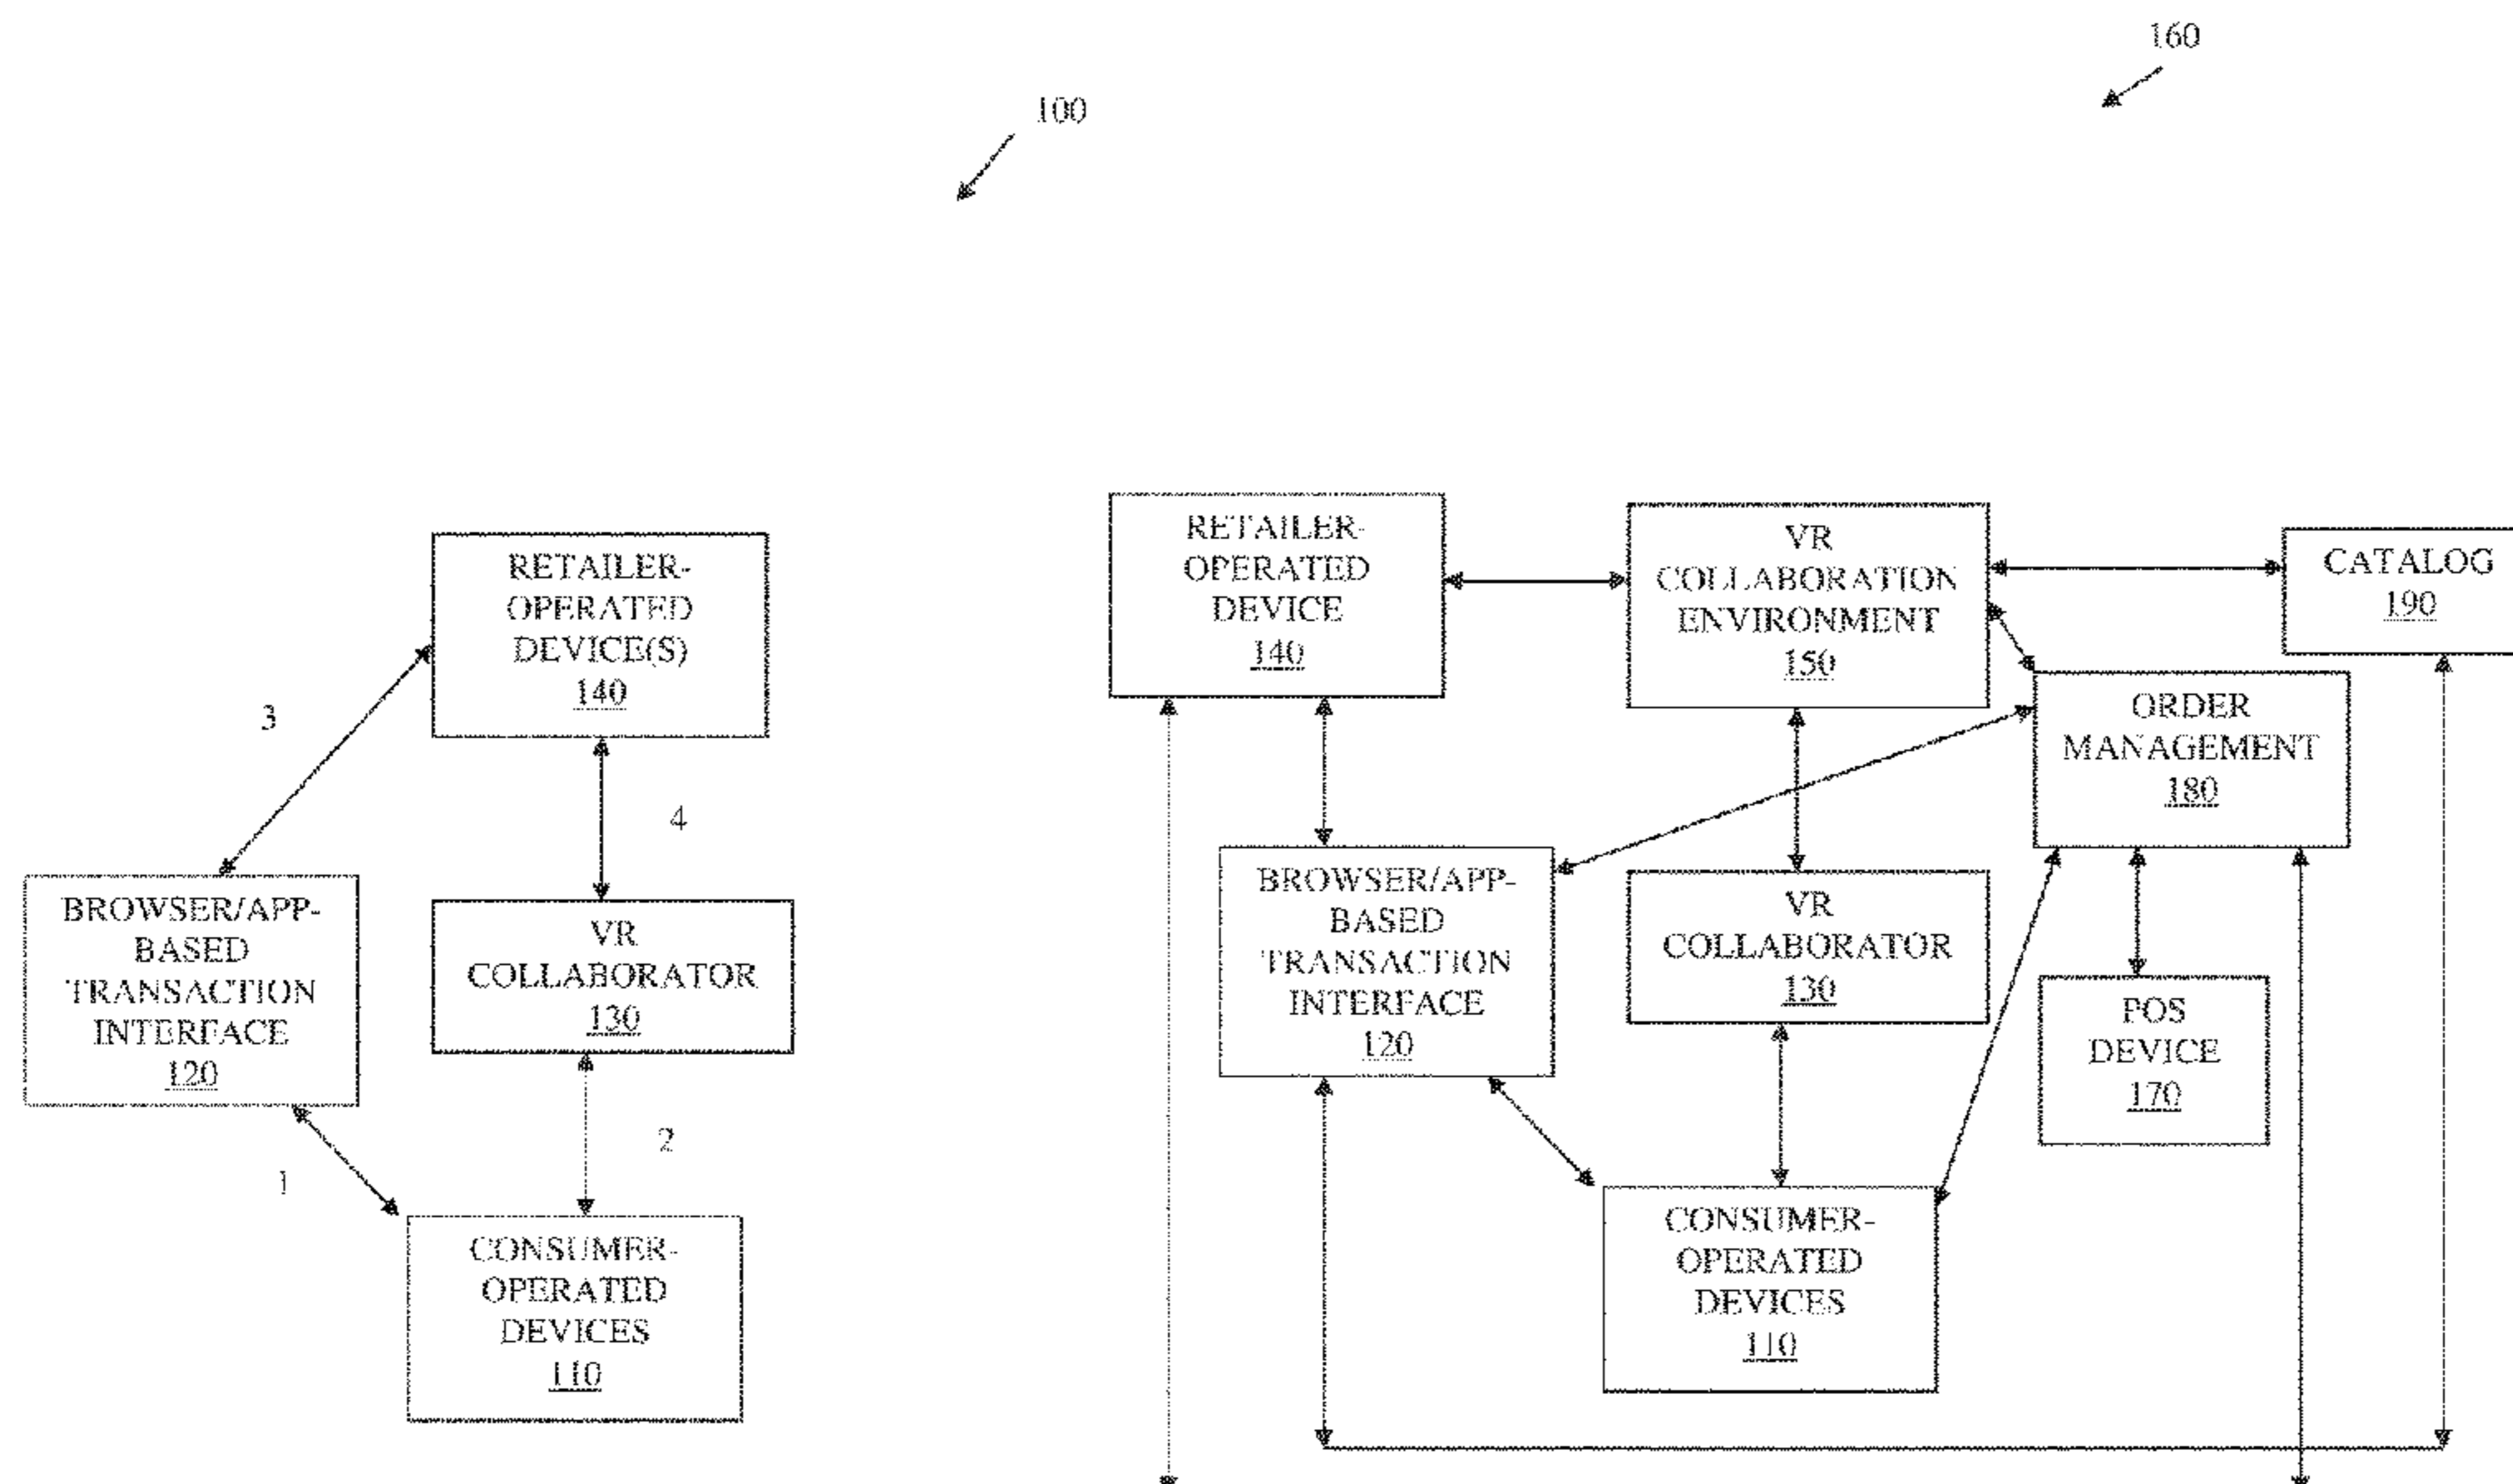 100
RETAILER-
OPERATED
DEVICE(S)
140
3
4
BROWSER/APP-
BASED
TRANSACTION
INTERFACE
120
VR
COLLABORATOR
130
1
2
CONSUMER-
OPERATED
DEVICES
110
160
RETAILER-
OPERATED
DEVICE
140
VR
COLLABORATION
ENVIRONMENT
150
CATALOG
190
ORDER
MANAGEMENT
180
BROWSER/APP-
BASED
TRANSACTION
INTERFACE
120
VR
COLLABORATOR
130
POS
DEVICE
170
CONSUMER-
OPERATED
DEVICES
110